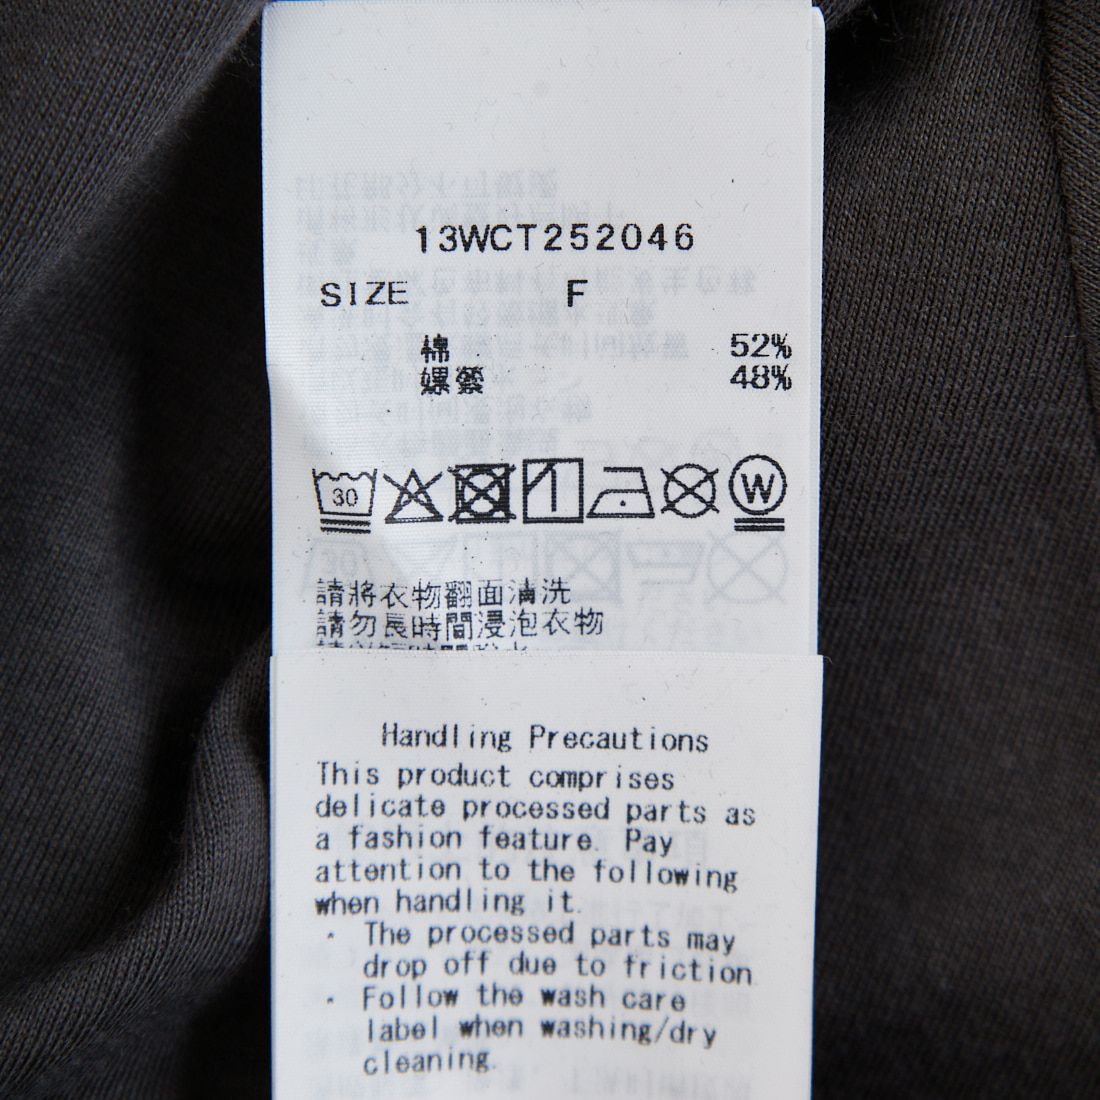 13WCT252046
SIZE F
棉 52%
嫘縈 48%
30
W
請將衣物翻面清洗
請勿長時間浸泡衣物
Handling Precautions
This product comprises
delicate processed parts as
a fashion feature. Pay
attention to the following
when handling it.
・ The processed parts may
drop off due to friction
・ Follow the wash care
label when washing/dry
cleaning.